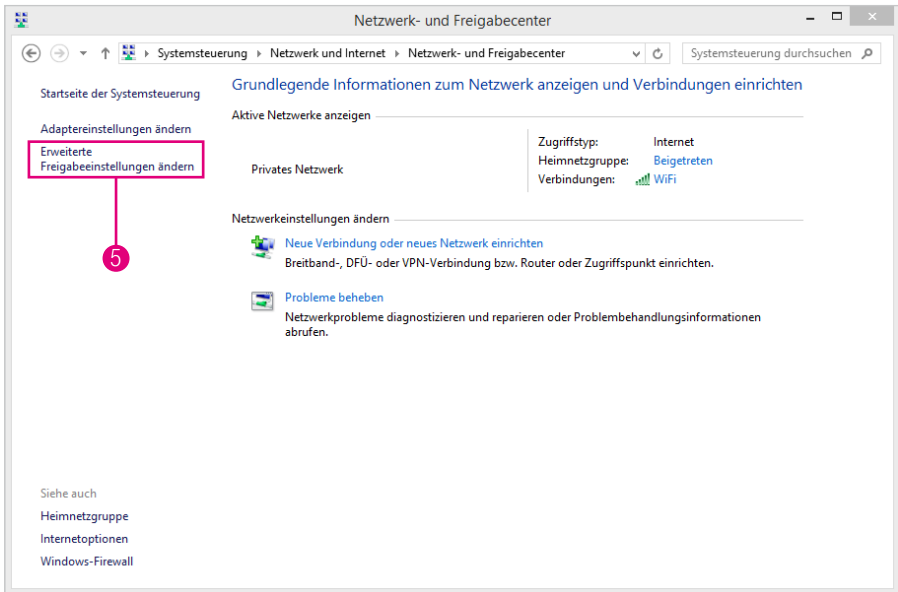 Netzwerk- und Freigabecenter
Systemsteuerung Netzwerk und Internet Netzwerk- und Freigabecenter
Systemsteuerung durchsuchen
Startseite der Systemsteuerung
Adaptereinstellungen ändern
Erweiterte
Freigabeeinstellungen ändern
5
Grundlegende Informationen zum Netzwerk anzeigen und Verbindungen einrichten
Aktive Netzwerke anzeigen
Privates Netzwerk
Zugriffstyp: Internet
Heimnetzgruppe: Beigetreten
Verbindungen: WiFi
Netzwerkeinstellungen ändern
Neue Verbindung oder neues Netzwerk einrichten
Breitband-, DFÜ- oder VPN-Verbindung bzw. Router oder Zugriffspunkt einrichten.
Probleme beheben
Netzwerkprobleme diagnostizieren und reparieren oder Problembehandlungsinformationen
abrufen.
Siehe auch
Heimnetzgruppe
Internetoptionen
Windows-Firewall